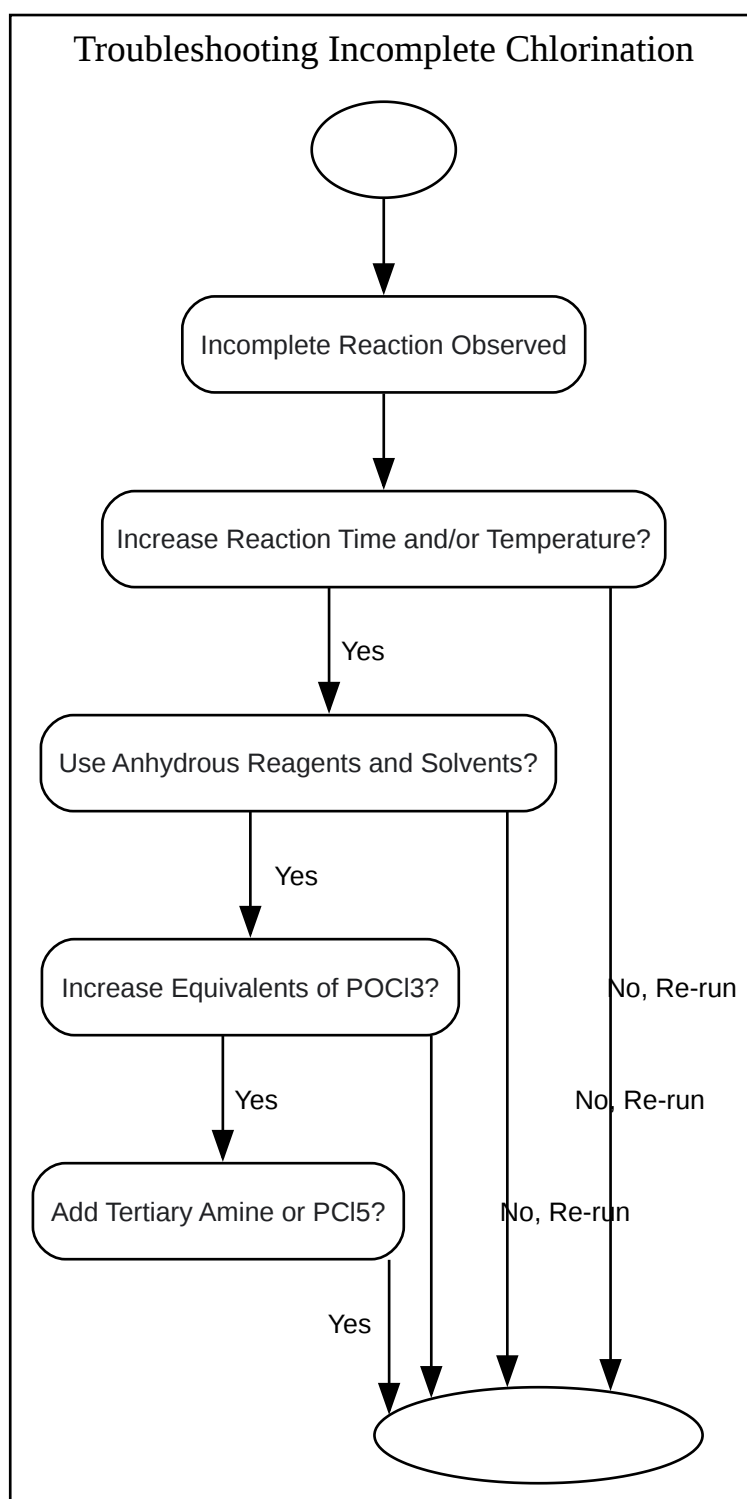 Troubleshooting Incomplete Chlorination
Incomplete Reaction Observed
Increase Reaction Time and/or Temperature?
Yes
Use Anhydrous Reagents and Solvents?
Yes
Increase Equivalents of POCl3?
No, Re-run
Yes
No, Re-run
Add Tertiary Amine or PCl5?
No, Re-run
Yes